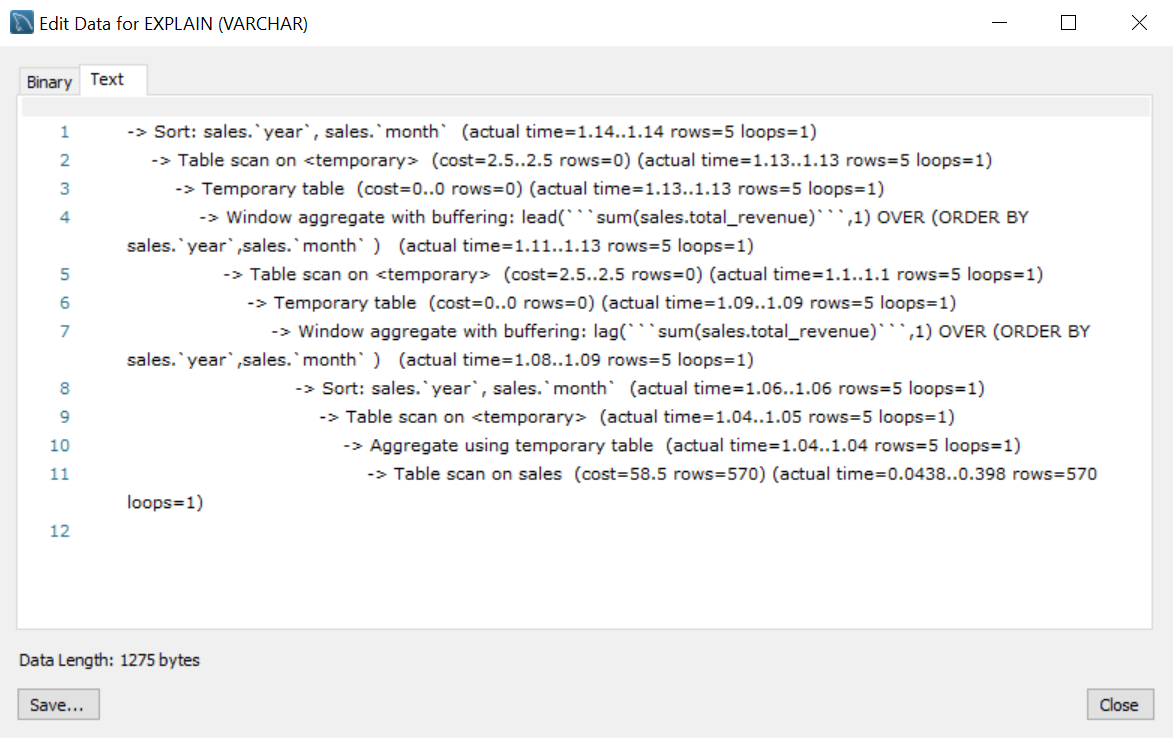 Edit Data for EXPLAIN (VARCHAR)
Binary Text
1 -> Sort: sales.`year`, sales.`month`  (actual time=1.14..1.14 rows=5 loops=1)
2 -> Table scan on <temporary>  (cost=2.5..2.5 rows=0) (actual time=1.13..1.13 rows=5 loops=1)
3 -> Temporary table  (cost=0..0 rows=0) (actual time=1.13..1.13 rows=5 loops=1)
4 -> Window aggregate with buffering: lead(```sum(sales.total_revenue)```,1) OVER (ORDER BY
sales.`year`,sales.`month` )   (actual time=1.11..1.13 rows=5 loops=1)
5 -> Table scan on <temporary>  (cost=2.5..2.5 rows=0) (actual time=1.1..1.1 rows=5 loops=1)
6 -> Temporary table  (cost=0..0 rows=0) (actual time=1.09..1.09 rows=5 loops=1)
7 -> Window aggregate with buffering: lag(```sum(sales.total_revenue)```,1) OVER (ORDER BY
sales.`year`,sales.`month` )   (actual time=1.08..1.09 rows=5 loops=1)
8 -> Sort: sales.`year`, sales.`month`  (actual time=1.06..1.06 rows=5 loops=1)
9 -> Table scan on <temporary>  (actual time=1.04..1.05 rows=5 loops=1)
10 -> Aggregate using temporary table  (actual time=1.04..1.04 rows=5 loops=1)
11 -> Table scan on sales  (cost=58.5 rows=570) (actual time=0.0438..0.398 rows=570
loops=1)
12
Data Length: 1275 bytes
Save... Close